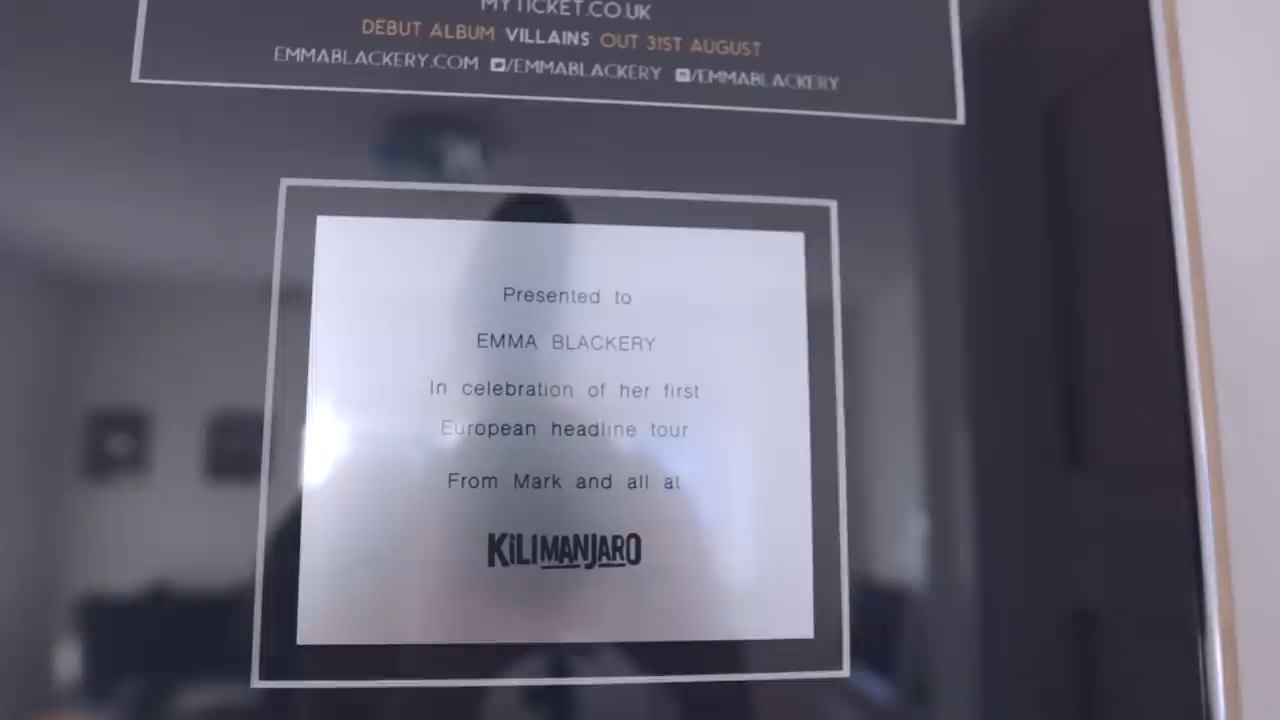 MYTICKET.CO.UK
DEBUT ALBUM VILLAINS OUT 31ST AUGUST
EMMABLACKERY.COM /EMMABLACKERY /EMMABLACKERY
Presented to
EMMA BLACKERY
In celebration of her first
European headline tour
From Mark and all at
KiLiMANJARO